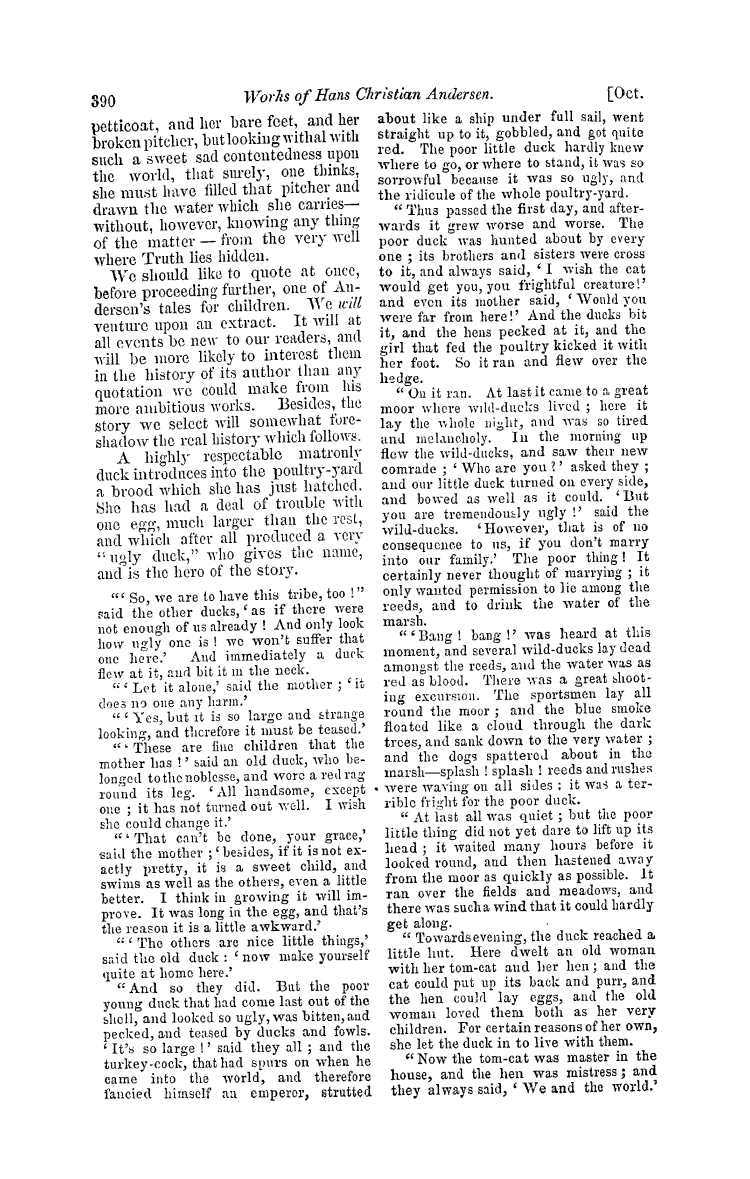 390 Works of Hans Christian Andersen. [Oct.
petticoat, and her bare feet, and her
broken pitcher, but looking withal with
such a sweet sad contentedness upon
the world, that surely, one thinks,
she must have filled that pitcher and
drawn the water which she carries—
without, however, knowing any thing
of the matter — from the very well
where Truth lies hidden.
We should like to quote at once,
before proceeding further, one of An-
dersen's tales for children. We will
venture upon an extract. It will at
all events be new to our readers, and
will be more likely to interest them
in the history of its author than any
quotation we could make from his
more ambitious works. Besides, the
story we select will somewhat fore-
shadow the real history which follows.
A highly respectable matronly
duck introduces into the poultry-yard
a brood which she has just hatched.
She has had a deal of trouble with
one egg, much larger than the rest,
and which after all produced a very
"ugly duck," who gives the name,
and is the hero of the story.
"' So, we are to have this tribe, too !"
said the other ducks, ' as if there were
not enough of us already ! And only look
how ugly one is ! we won't suffer that
one here.' And immediately a duck
flew at it, and bit it in the neck.
"' Let it alone,' said the mother ; ' it
does no one any harm.'
"' Yes, but it is so large and strange
looking, and therefore it must be teased.'
"' These are fine children that the
mother has !' said an old duck, who be-
longed to the noblesse, and wore a red rag
round its leg. ' All handsome, except
one ; it has not turned out well. I wish
she could change it.'
"' That can't be done, your grace,'
said the mother ; ' besides, if it is not ex-
actly pretty, it is a sweet child, and
swims as well as the others, even a little
better. I think in growing it will im-
prove. It was long in the egg, and that's
the reason it is a little awkward.'
"' The others are nice little things,'
said the old duck : ' now make yourself
quite at home here.'
"And so they did. But the poor
young duck that had come last out of the
shell, and looked so ugly, was bitten, and
pecked, and teased by ducks and fowls.
' It's so large !' said they all ; and the
turkey-cock, that had spurs on when he
came into the world, and therefore
fancied himself an emperor, strutted
about like a ship under full sail, went
straight up to it, gobbled, and got quite
red. The poor little duck hardly knew
where to go, or where to stand, it was so
sorrowful because it was so ugly, and
the ridicule of the whole poultry-yard.
" Thus passed the first day, and after-
wards it grew worse and worse. The
poor duck was hunted about by every
one ; its brothers and sisters were cross
to it, and always said, ' I wish the cat
would get you, you frightful creature!'
and even its mother said, ' Would you
were far from here!' And the ducks bit
it, and the hens pecked at it, and the
girl that fed the poultry kicked it with
her foot. So it ran and flew over the
hedge.
" On it ran. At last it came to a great
moor where wild-ducks lived ; here it
lay the whole night, and was so tired
and melancholy. In the morning up
flew the wild-ducks, and saw their new
comrade ; ' Who are you ?' asked they ;
and our little duck turned on every side,
and bowed as well as it could. ' But
you are tremendously ugly !' said the
wild-ducks. ' However, that is of no
consequence to us, if you don't marry
into our family.' The poor thing ! It
certainly never thought of marrying ; it
only wanted permission to lie among the
reeds, and to drink the water of the
marsh.
"' Bang ! bang !' was heard at this
moment, and several wild-ducks lay dead
amongst the reeds, and the water was as
red as blood. There was a great shoot-
ing excursion. The sportsmen lay all
round the moor ; and the blue smoke
floated like a cloud through the dark
trees, and sank down to the very water ;
and the dogs spattered about in the
marsh—splash ! splash ! reeds and rushes
were waving on all sides ; it was a ter-
rible fright for the poor duck.
" At last all was quiet ; but the poor
little thing did not yet dare to lift up its
head ; it waited many hours before it
looked round, and then hastened away
from the moor as quickly as possible. It
ran over the fields and meadows, and
there was such a wind that it could hardly
get along.
" Towards evening, the duck reached a
little hut. Here dwelt an old woman
with her tom-cat and her hen ; and the
cat could put up its back and purr, and
the hen could lay eggs, and the old
woman loved them both as her very
children. For certain reasons of her own,
she let the duck in to live with them.
" Now the tom-cat was master in the
house, and the hen was mistress ; and
they always said, ' We and the world.'